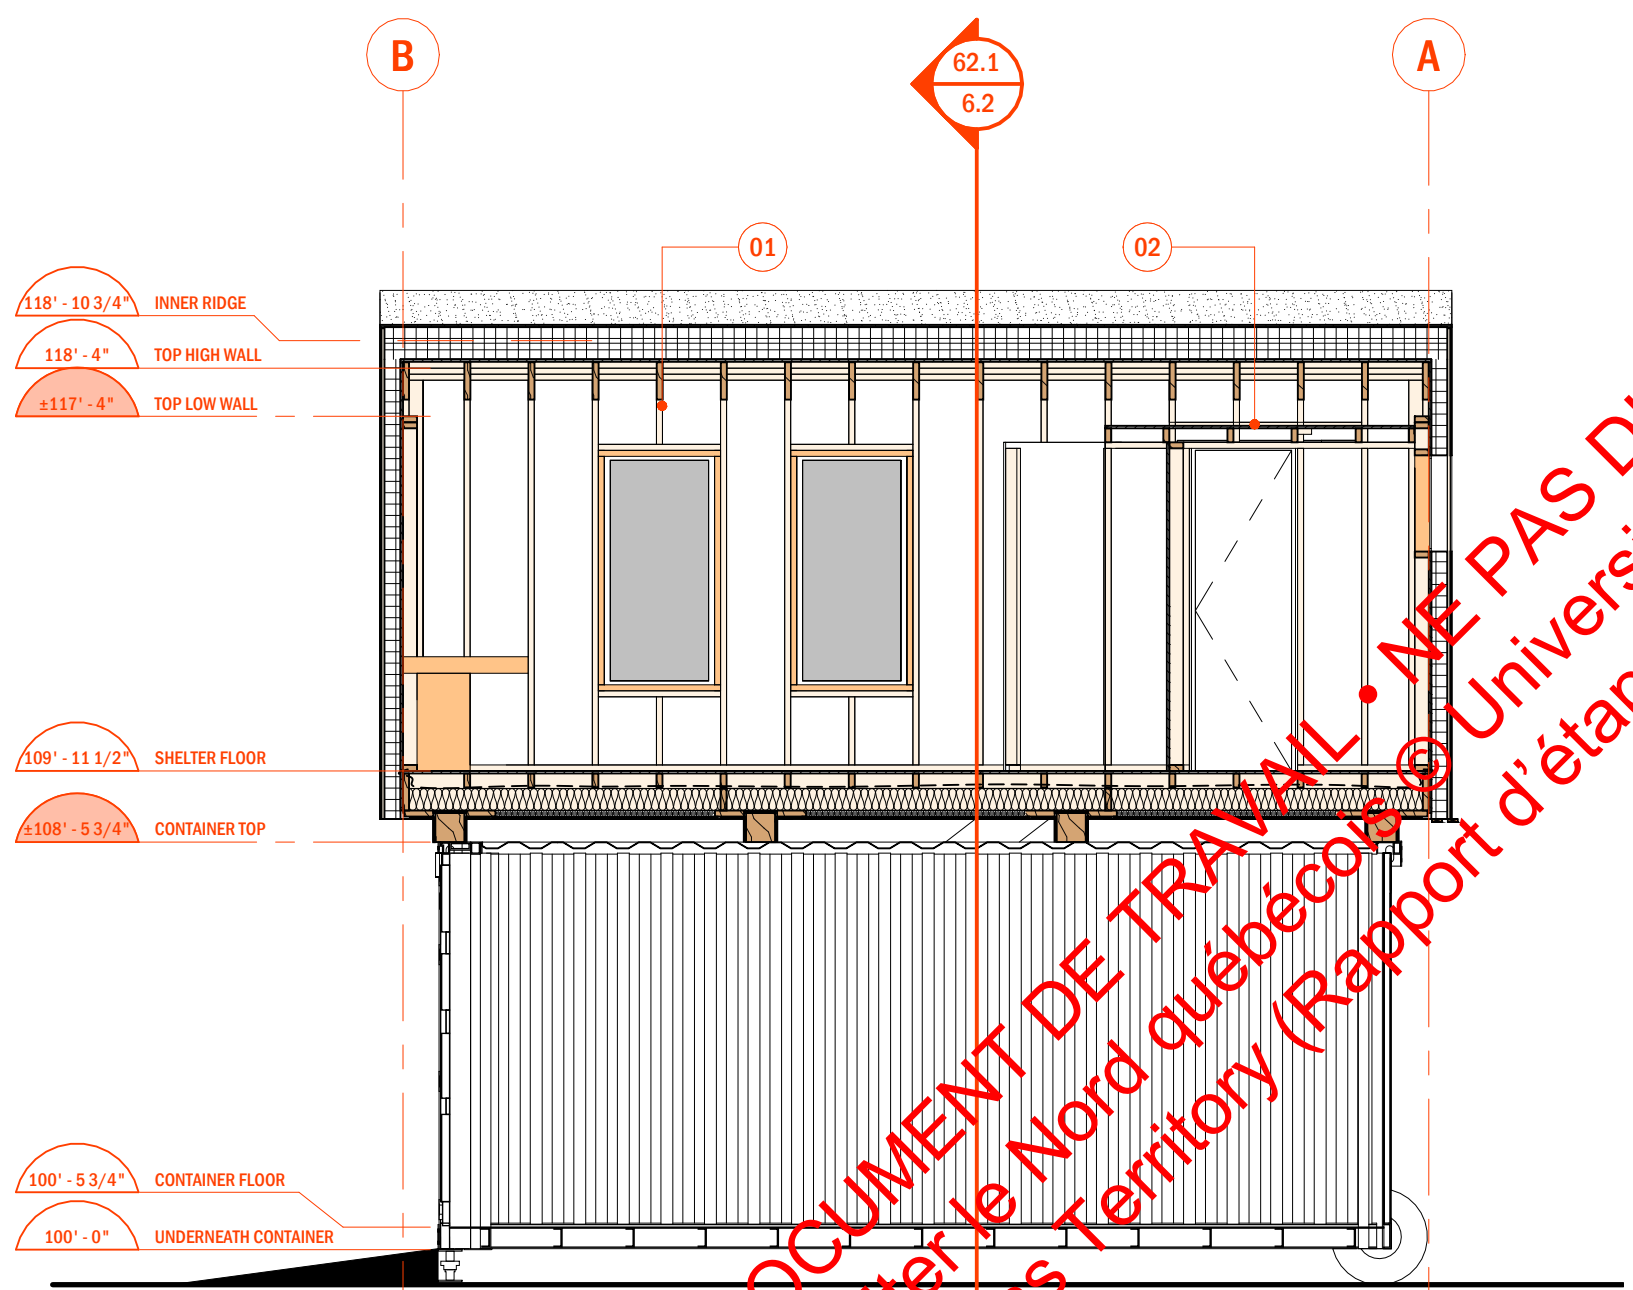 B
62.1
6.2
A
01
02
118' - 10 3/4" INNER RIDGE
118' - 4" TOP HIGH WALL
±117' - 4" TOP LOW WALL
109' - 11 1/2" SHELTER FLOOR
±108' - 5 3/4" CONTAINER TOP
100' - 5 3/4" CONTAINER FLOOR
100' - 0" UNDERNEATH CONTAINER
OCUMENT DE TRAVAIL • NE PAS D
le Nord québécois © Universi
Territory (Rapport d'étap